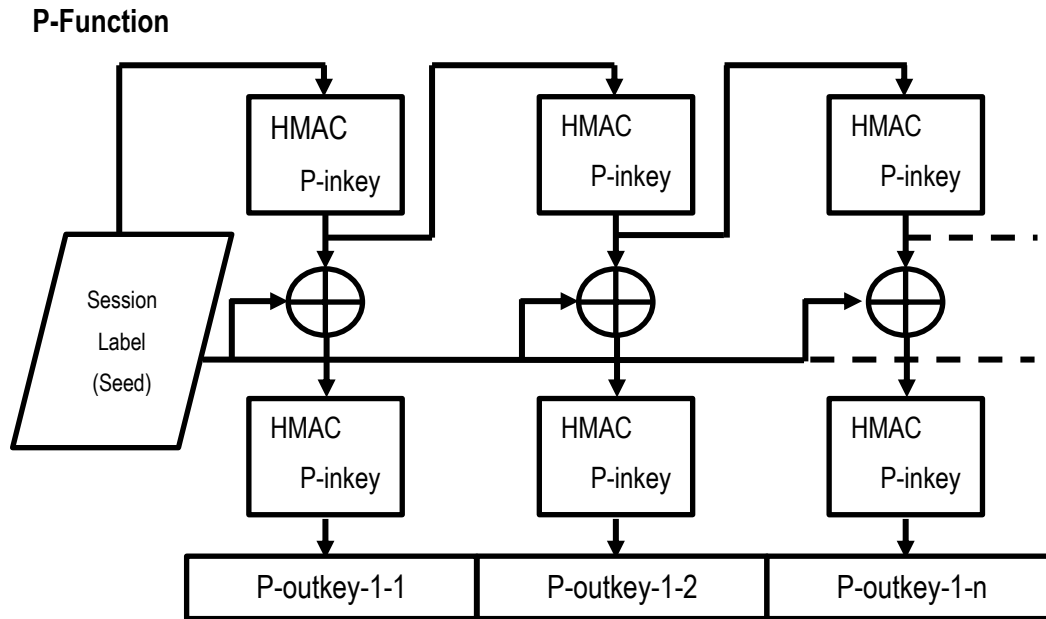 P-Function
HMAC
P-inkey
HMAC
P-inkey
HMAC
P-inkey
Session
Label
(Seed)
HMAC
P-inkey
HMAC
P-inkey
HMAC
P-inkey
P-outkey-1-1
P-outkey-1-2
P-outkey-1-n